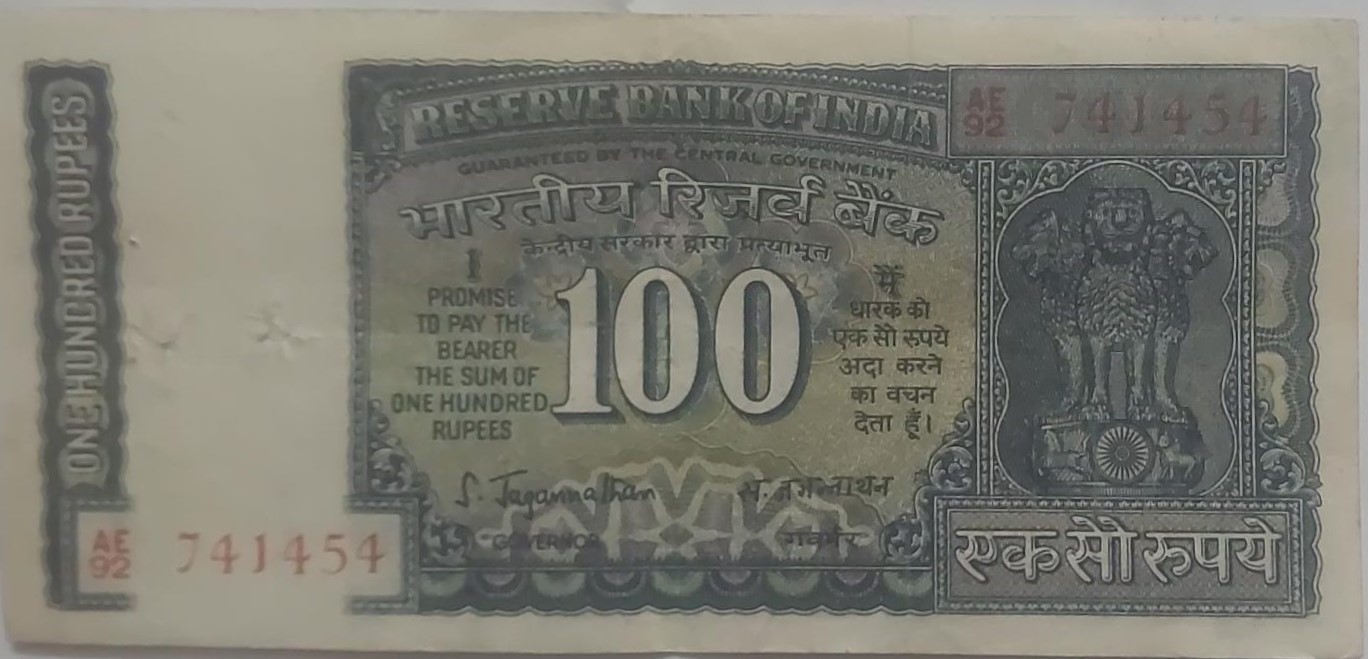 ONE HUNDRED RUPEES
RESERVE BANK OF INDIA
AE
92 741454
GUARANTEED BY THE CENTRAL GOVERNMENT
भारतीय रिज़र्व बैंक
केन्द्रीय सरकार द्वारा प्रत्याभूत
I
PROMISE
TO PAY THE
BEARER
THE SUM OF
ONE HUNDRED
RUPEES
100
मैं
धारक को
एक सौ रुपये
अदा करने
का वचन
देता हूँ।
S. Jagannathan
स. जगन्नाथन
GOVERNOR
गवर्नर
AE
92 741454
एक सौ रुपये